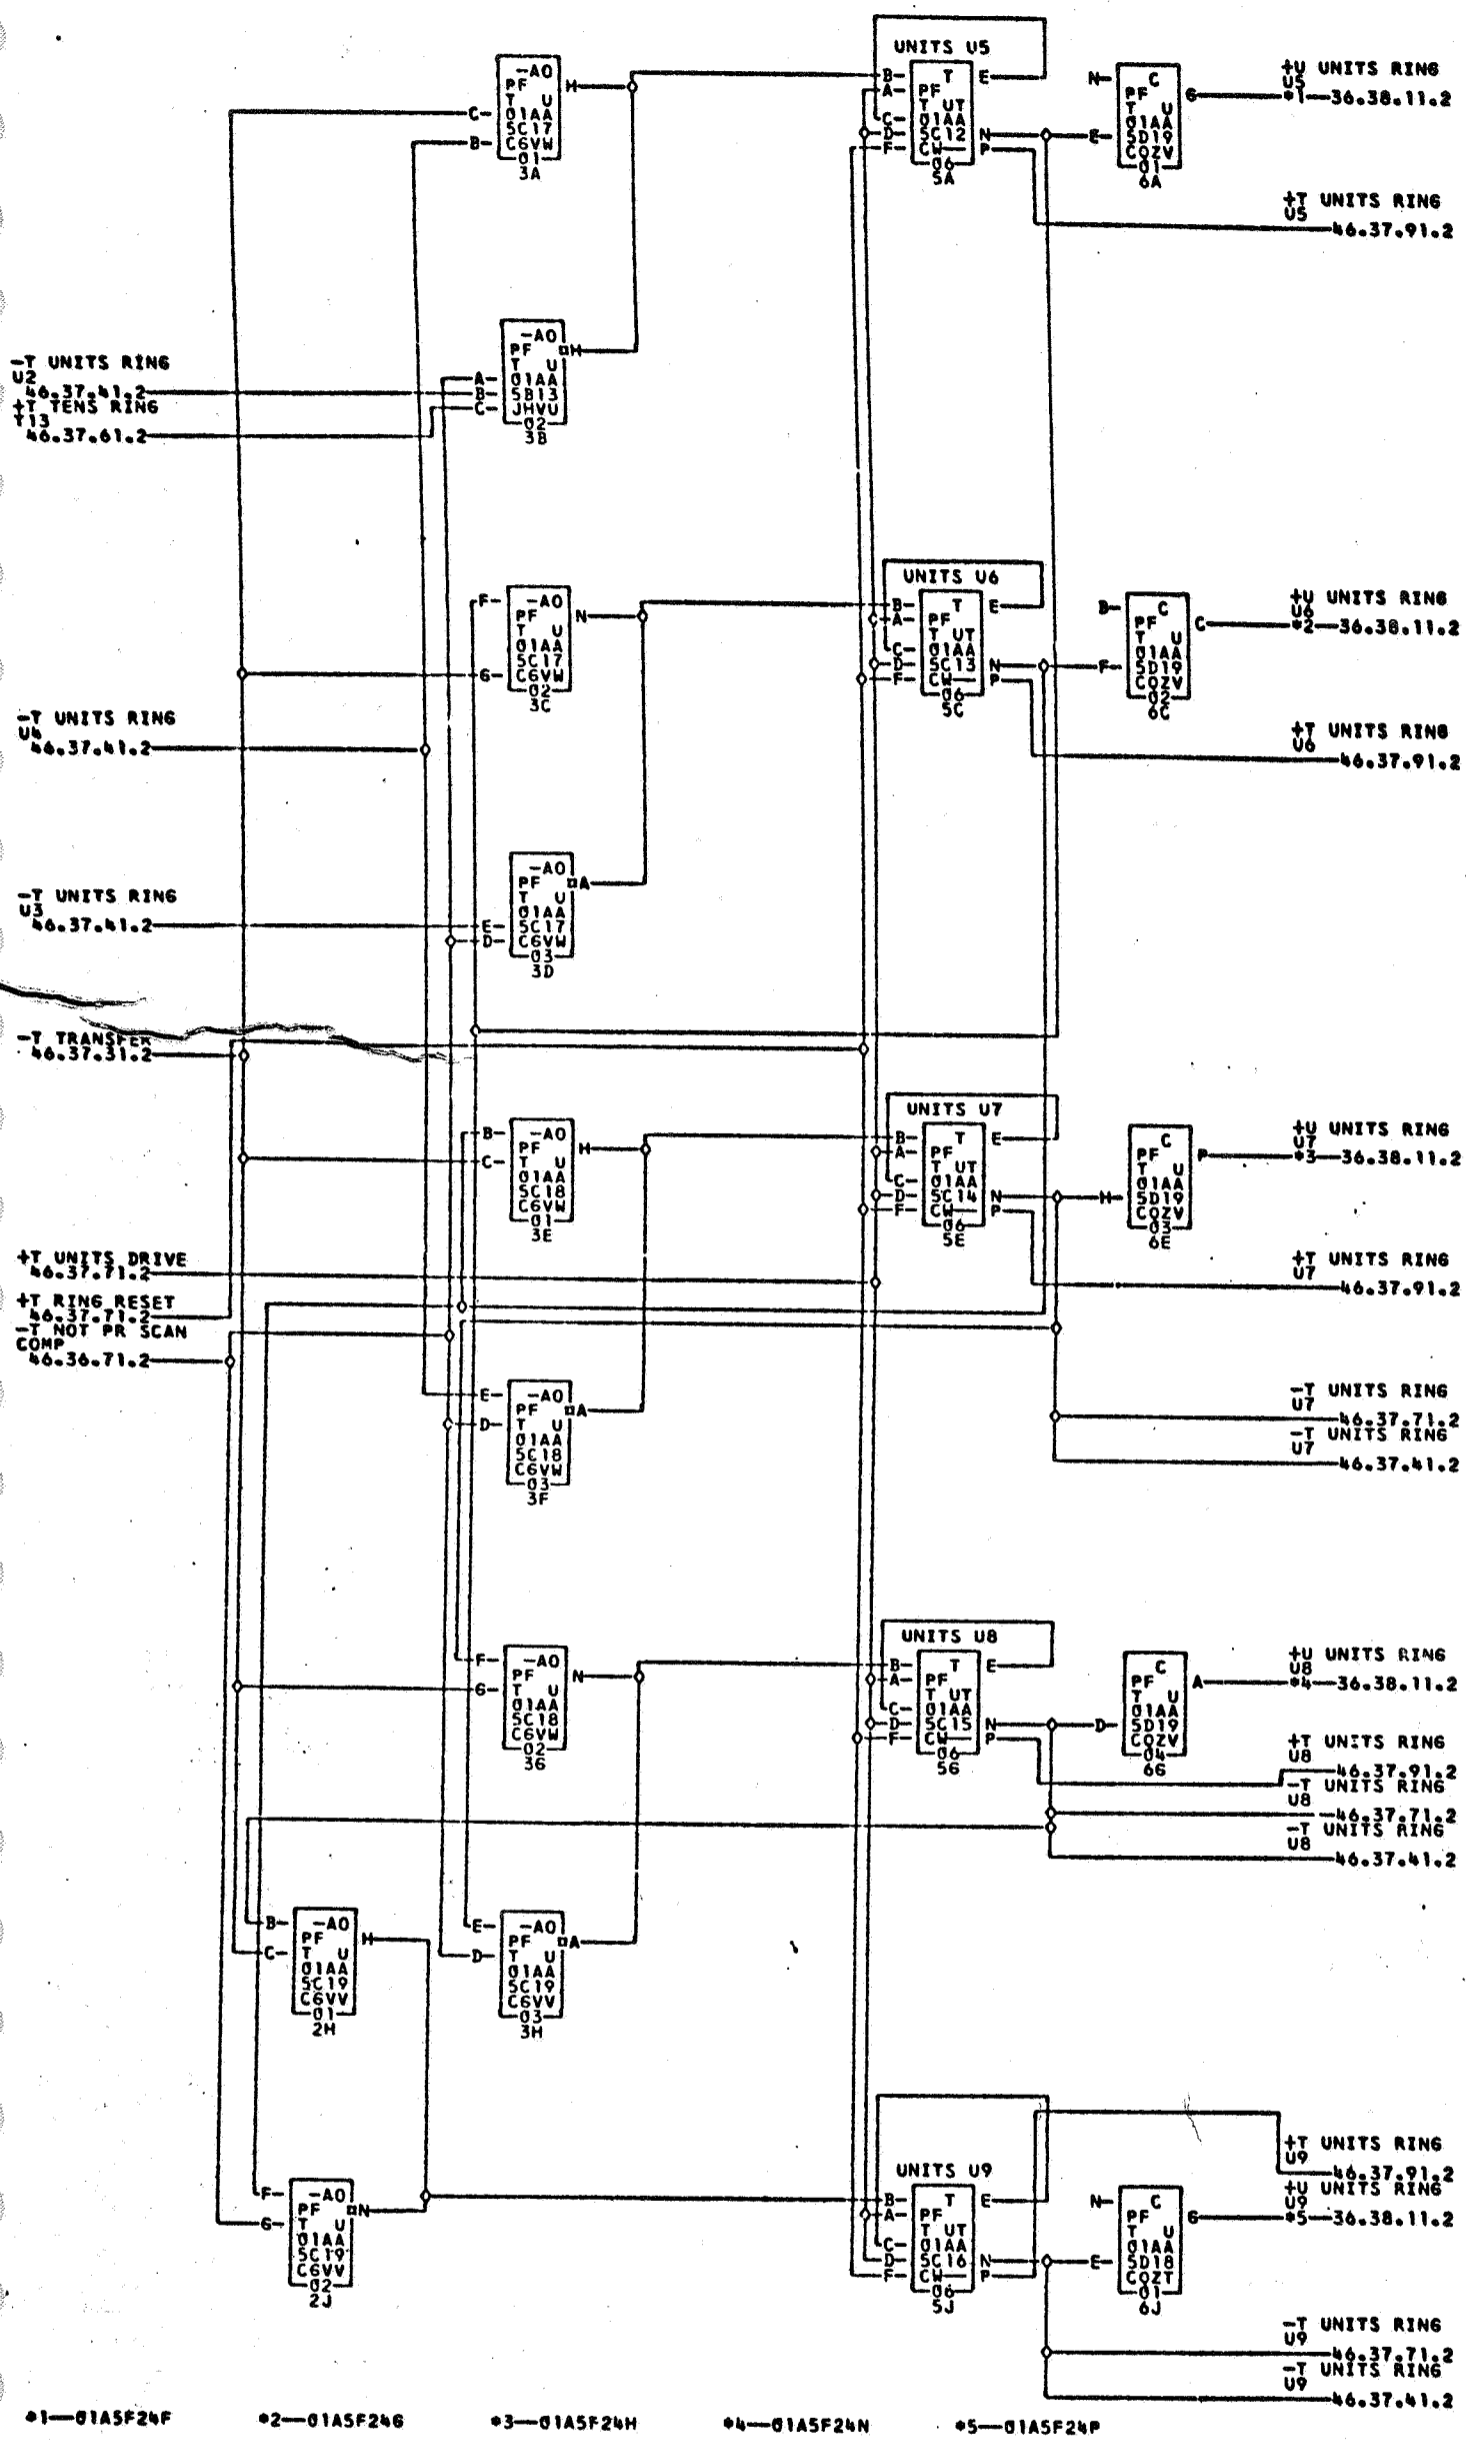 UNITS U5
B-
A-
C-
D-
F-
T
PF
T UT
01AA
5C12
CW
06
5A
E
N
P
-A0
PF
T U
01AA
5C17
C6VW
01
3A
H
C-
B-
N-
E-
C
PF
T U
01AA
5D19
CQZV
01
6A
G
+U UNITS RING
U5
*1—36.38.11.2
+T UNITS RING
U5
46.37.91.2
-T UNITS RING
U2
46.37.41.2
+T TENS RING
T13
46.37.61.2
A-
B-
C-
-A0
PF
T U
01AA
5B13
JHVU
02
3B
H
F-
G-
-A0
PF
T U
01AA
5C17
C6VW
02
3C
N
UNITS U6
B-
A-
C-
D-
F-
T
PF
T UT
01AA
5C13
CW
06
5C
E
N
P
B-
F-
C
PF
T U
01AA
5D19
CQZV
02
6C
C
+U UNITS RING
U6
*2—36.38.11.2
+T UNITS RING
U6
46.37.91.2
-T UNITS RING
U4
46.37.41.2
-T UNITS RING
U3
46.37.41.2
E-
D-
-A0
PF
T U
01AA
5C17
C6VW
03
3D
A
-T TRANSFER
46.37.31.2
B-
C-
-A0
PF
T U
01AA
5C18
C6VW
01
3E
H
UNITS U7
B-
A-
C-
D-
F-
T
PF
T UT
01AA
5C14
CW
06
5E
E
N
P
H-
C
PF
T U
01AA
5D19
CQZV
03
6E
P
+U UNITS RING
U7
*3—36.38.11.2
+T UNITS RING
U7
46.37.91.2
+T UNITS DRIVE
46.37.71.2
+T RING RESET
46.37.71.2
-T NOT PR SCAN
COMP
46.36.71.2
E-
D-
-A0
PF
T U
01AA
5C18
C6VW
03
3F
A
-T UNITS RING
U7
46.37.71.2
-T UNITS RING
U7
46.37.41.2
F-
G-
-A0
PF
T U
01AA
5C18
C6VW
02
3G
N
UNITS U8
B-
A-
C-
D-
F-
T
PF
T UT
01AA
5C15
CW
06
5G
E
N
P
D-
C
PF
T U
01AA
5D19
CQZV
04
6G
A
+U UNITS RING
U8
*4—36.38.11.2
+T UNITS RING
U8
46.37.91.2
-T UNITS RING
U8
46.37.71.2
-T UNITS RING
U8
46.37.41.2
B-
C-
-A0
PF
T U
01AA
5C19
C6VV
01
2H
H
E-
D-
-A0
PF
T U
01AA
5C19
C6VV
03
3H
A
F-
G-
-A0
PF
T U
01AA
5C19
C6VV
02
2J
N
UNITS U9
B-
A-
C-
D-
F-
T
PF
T UT
01AA
5C16
CW
06
5J
E
N
P
N-
E-
C
PF
T U
01AA
5D18
CQZT
01
6J
G
+T UNITS RING
U9
46.37.91.2
+U UNITS RING
U9
*5—36.38.11.2
-T UNITS RING
U9
46.37.71.2
-T UNITS RING
U9
46.37.41.2
*1—01A5F24F *2—01A5F24G *3—01A5F24H *4—01A5F24N *5—01A5F24P